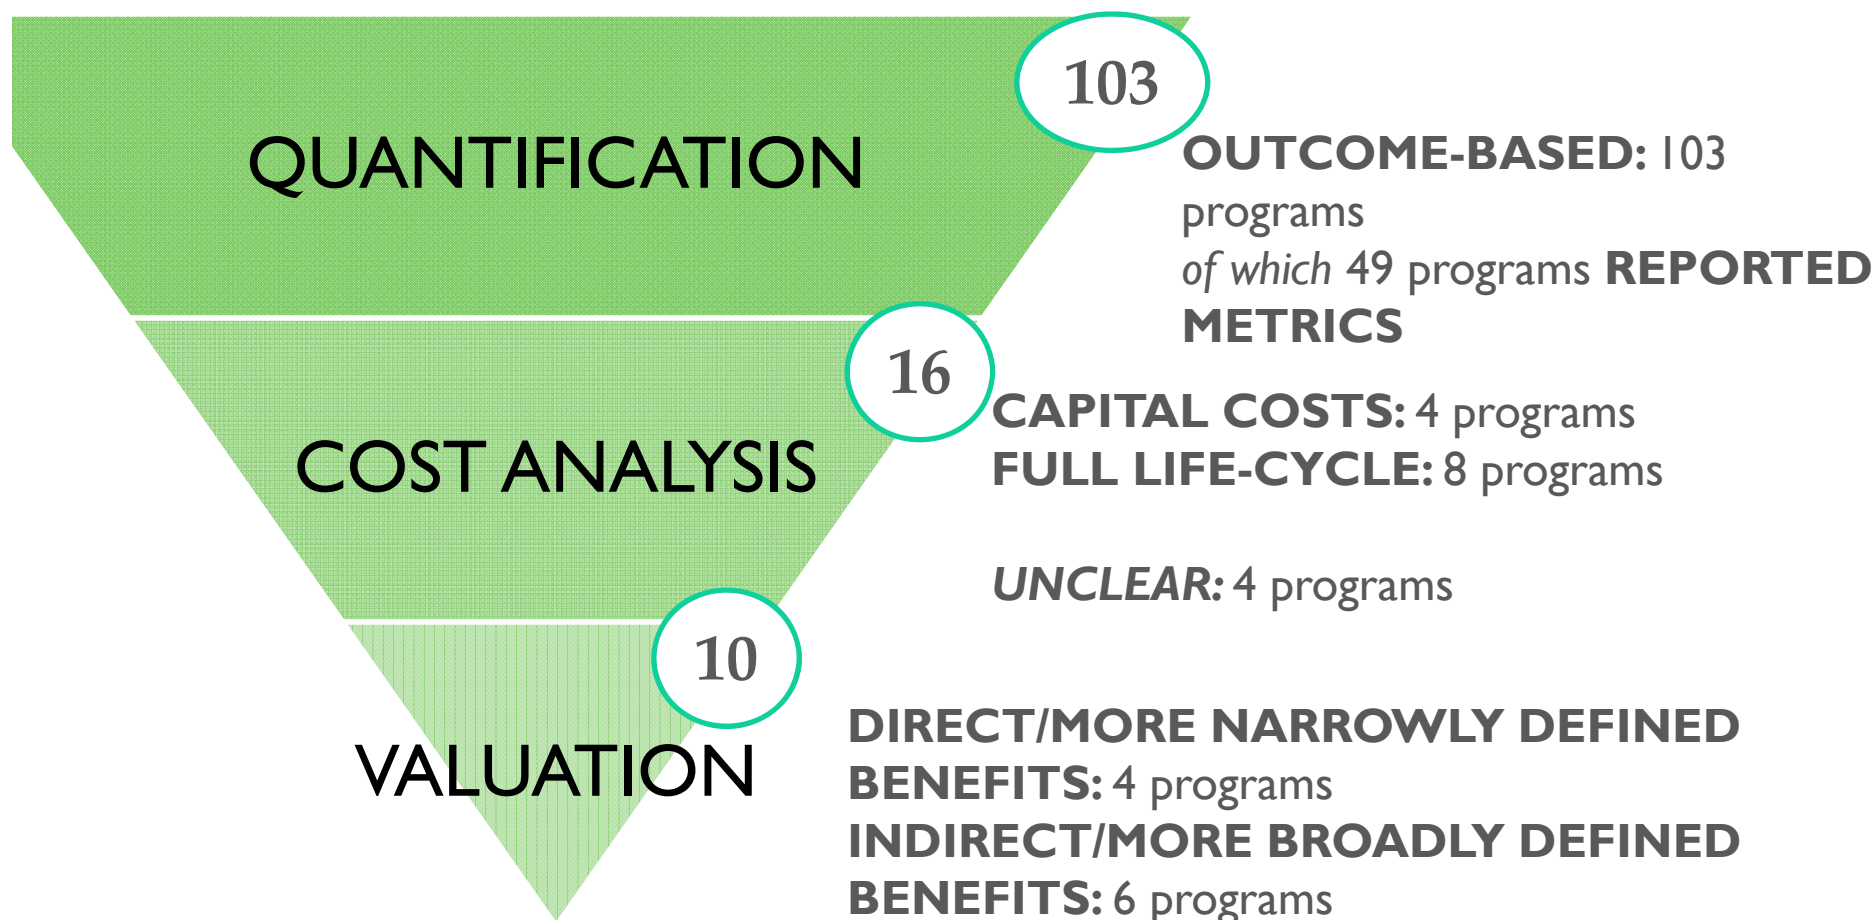 103
QUANTIFICATION
OUTCOME-BASED: 103
programs
of which 49 programs REPORTED
METRICS
16
COST ANALYSIS
CAPITAL COSTS: 4 programs
FULL LIFE-CYCLE: 8 programs
UNCLEAR: 4 programs
10
VALUATION
DIRECT/MORE NARROWLY DEFINED
BENEFITS: 4 programs
INDIRECT/MORE BROADLY DEFINED
BENEFITS: 6 programs